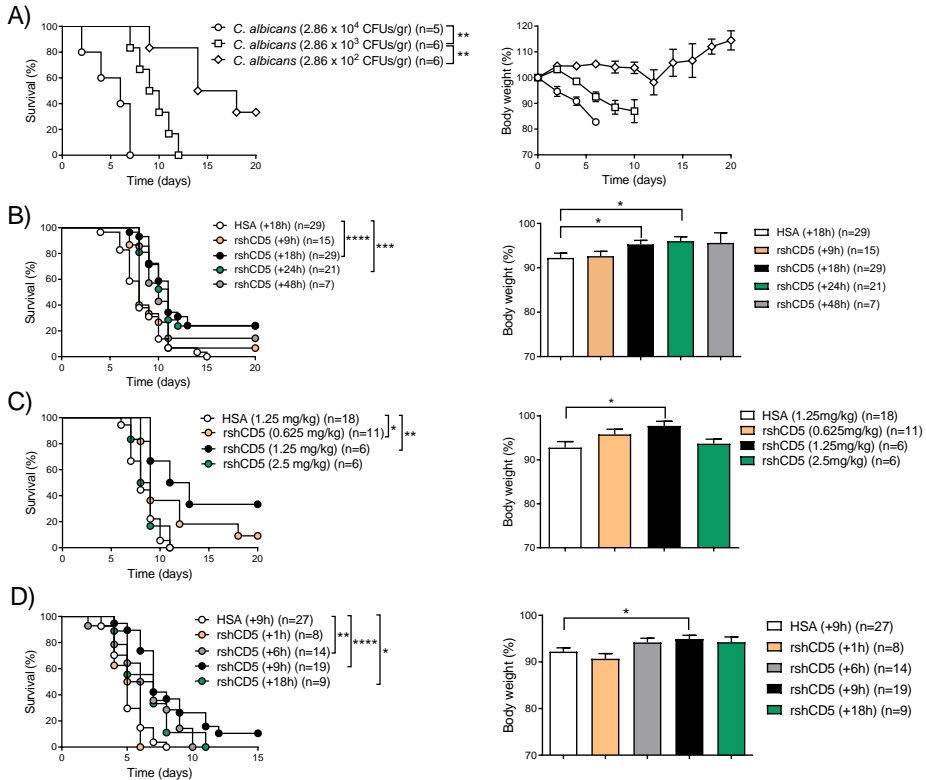 A)
Survival (%)
100
80
60
40
20
0
0 5 10 15 20
Time (days)
C. albicans (2.86 x 10⁴ CFUs/gr) (n=5)
C. albicans (2.86 x 10³ CFUs/gr) (n=6)
C. albicans (2.86 x 10² CFUs/gr) (n=6)
**
**
Body weight (%)
120
110
100
90
80
70
0 5 10 15 20
Time (days)
B)
Survival (%)
100
80
60
40
20
0
0 5 10 15 20
Time (days)
HSA (+18h) (n=29)
rshCD5 (+9h) (n=15)
rshCD5 (+18h) (n=29)
rshCD5 (+24h) (n=21)
rshCD5 (+48h) (n=7)
****
***
Body weight (%)
100
90
80
70
*
*
HSA (+18h) (n=29)
rshCD5 (+9h) (n=15)
rshCD5 (+18h) (n=29)
rshCD5 (+24h) (n=21)
rshCD5 (+48h) (n=7)
C)
Survival (%)
100
80
60
40
20
0
0 5 10 15 20
Time (days)
HSA (1.25 mg/kg) (n=18)
rshCD5 (0.625 mg/kg) (n=11)
rshCD5 (1.25 mg/kg) (n=6)
rshCD5 (2.5 mg/kg) (n=6)
*
**
Body weight (%)
100
90
80
70
*
HSA (1.25mg/kg) (n=18)
rshCD5 (0.625mg/kg) (n=11)
rshCD5 (1.25mg/kg) (n=6)
rshCD5 (2.5mg/kg) (n=6)
D)
Survival (%)
100
80
60
40
20
0
0 5 10 15
Time (days)
HSA (+9h) (n=27)
rshCD5 (+1h) (n=8)
rshCD5 (+6h) (n=14)
rshCD5 (+9h) (n=19)
rshCD5 (+18h) (n=9)
**
****
*
Body weight (%)
100
90
80
70
*
HSA (+9h) (n=27)
rshCD5 (+1h) (n=8)
rshCD5 (+6h) (n=14)
rshCD5 (+9h) (n=19)
rshCD5 (+18h) (n=9)